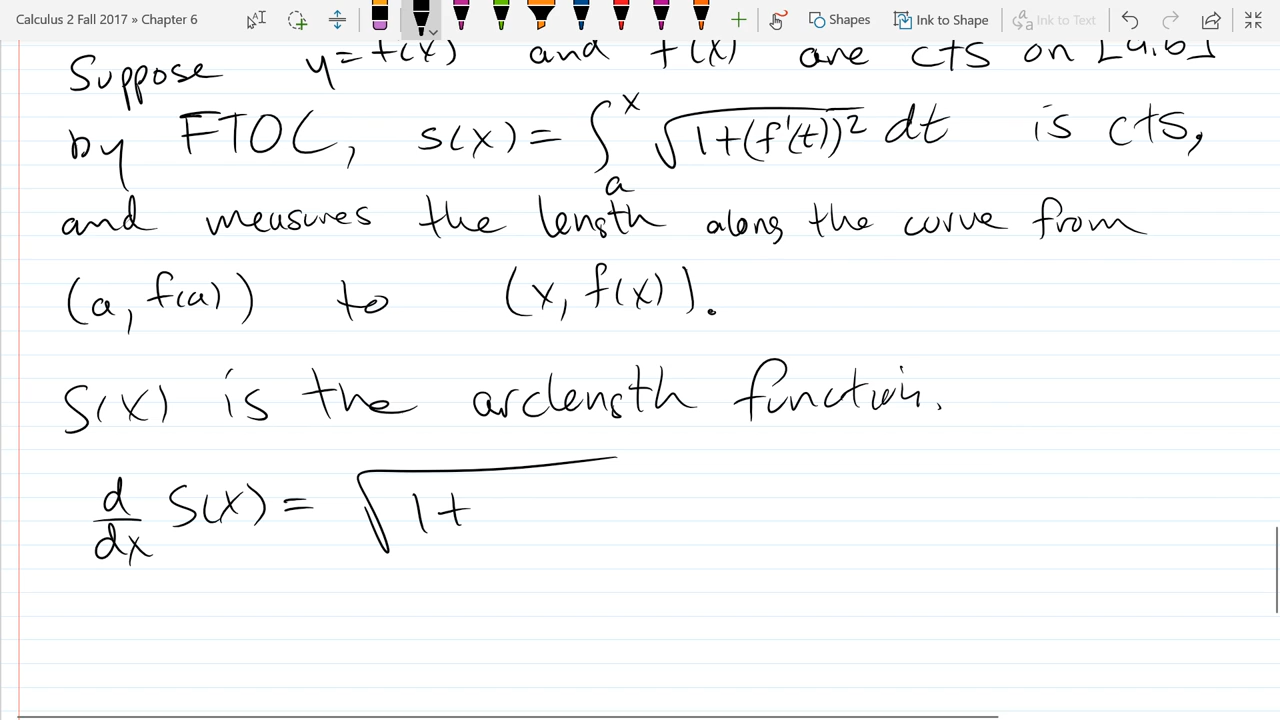 Calculus 2 Fall 2017 » Chapter 6 Shapes Ink to Shape Ink to Text
Suppose y=f(x) and f'(x) are cts on [a,b]
by FTOC, s(x) = ∫ₐˣ √(1+(f'(t))²) dt is cts,
and measures the length along the curve from
(a, f(a)) to (x, f(x)).
S(x) is the arclength function.
d/dx S(x) = √(1+